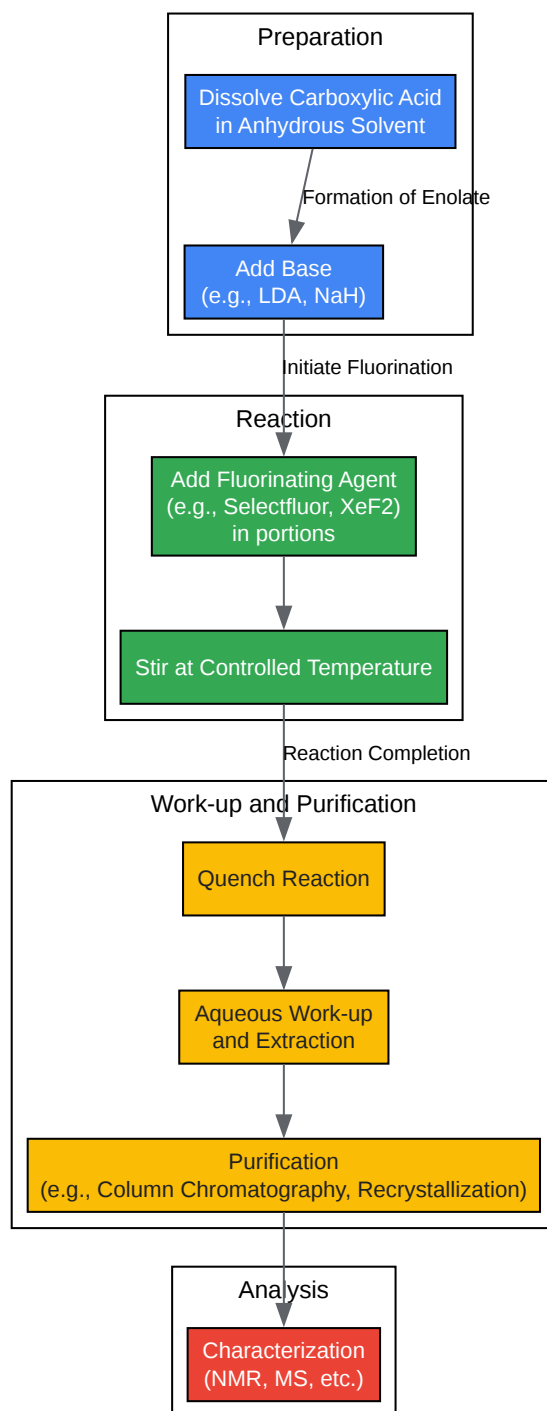 Preparation
Dissolve Carboxylic Acid
in Anhydrous Solvent
Formation of Enolate
Add Base
(e.g., LDA, NaH)
Initiate Fluorination
Reaction
Add Fluorinating Agent
(e.g., Selectfluor, XeF2)
in portions
Stir at Controlled Temperature
Reaction Completion
Work-up and Purification
Quench Reaction
Aqueous Work-up
and Extraction
Purification
(e.g., Column Chromatography, Recrystallization)
Analysis
Characterization
(NMR, MS, etc.)